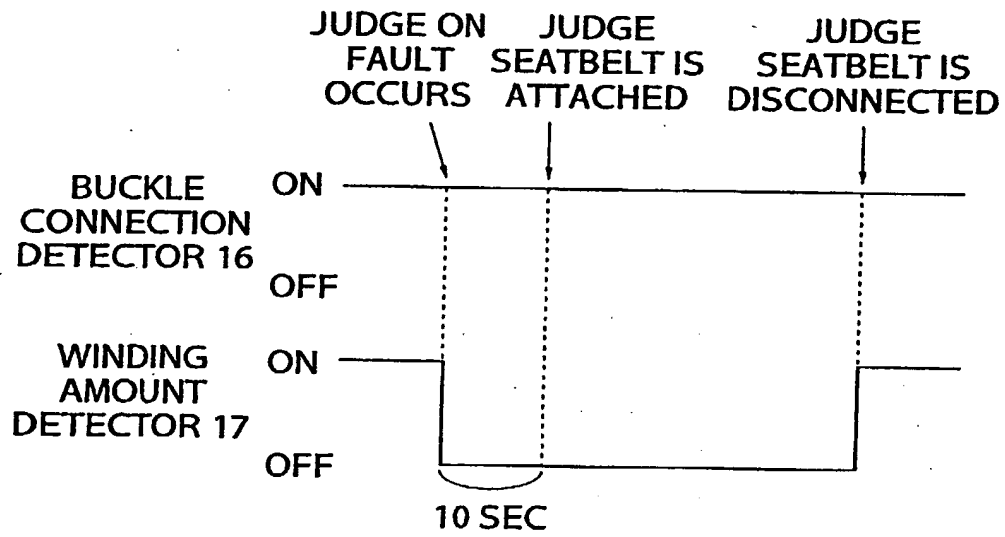 JUDGE ON
FAULT
OCCURS
JUDGE
SEATBELT IS
ATTACHED
JUDGE
SEATBELT IS
DISCONNECTED
BUCKLE
CONNECTION
DETECTOR 16
ON
OFF
WINDING
AMOUNT
DETECTOR 17
ON
OFF
10 SEC